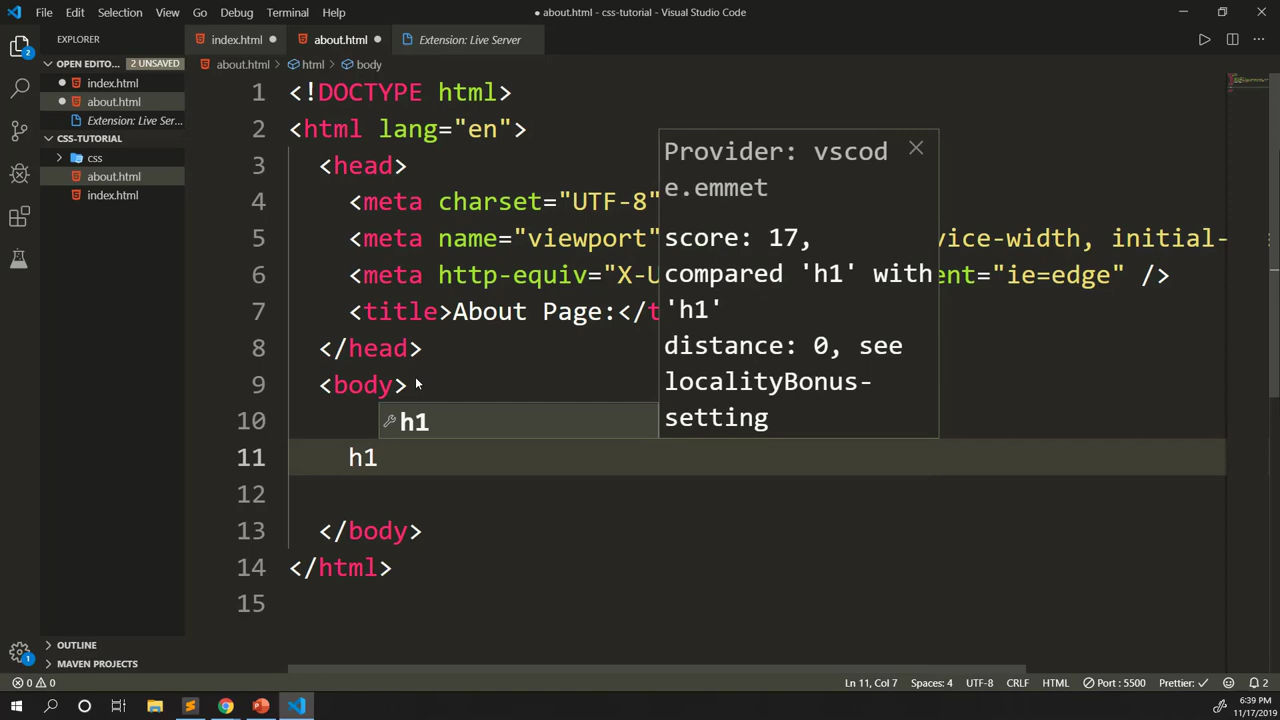 File Edit Selection View Go Debug Terminal Help
● about.html - css-tutorial - Visual Studio Code
EXPLORER
index.html
about.html
Extension: Live Server
OPEN EDITO... 2 UNSAVED
index.html
about.html
Extension: Live Ser...
CSS-TUTORIAL
css
about.html
index.html
OUTLINE
MAVEN PROJECTS
about.html > html > body
1 <!DOCTYPE html>
2 <html lang="en">
3 <head>
4 <meta charset="UTF-8"
5 <meta name="viewport" vice-width, initial-
6 <meta http-equiv="X-U ent="ie=edge" />
7 <title>About Page:</t
8 </head>
9 <body>
10
11 h1
12
13 </body>
14 </html>
15
h1
Provider: vscod
e.emmet
score: 17,
compared 'h1' with
'h1'
distance: 0, see
localityBonus-
setting
2
1
0 0
Ln 11, Col 7 Spaces: 4 UTF-8 CRLF HTML Port : 5500 Prettier: ✓ 2
6:39 PM
11/17/2019